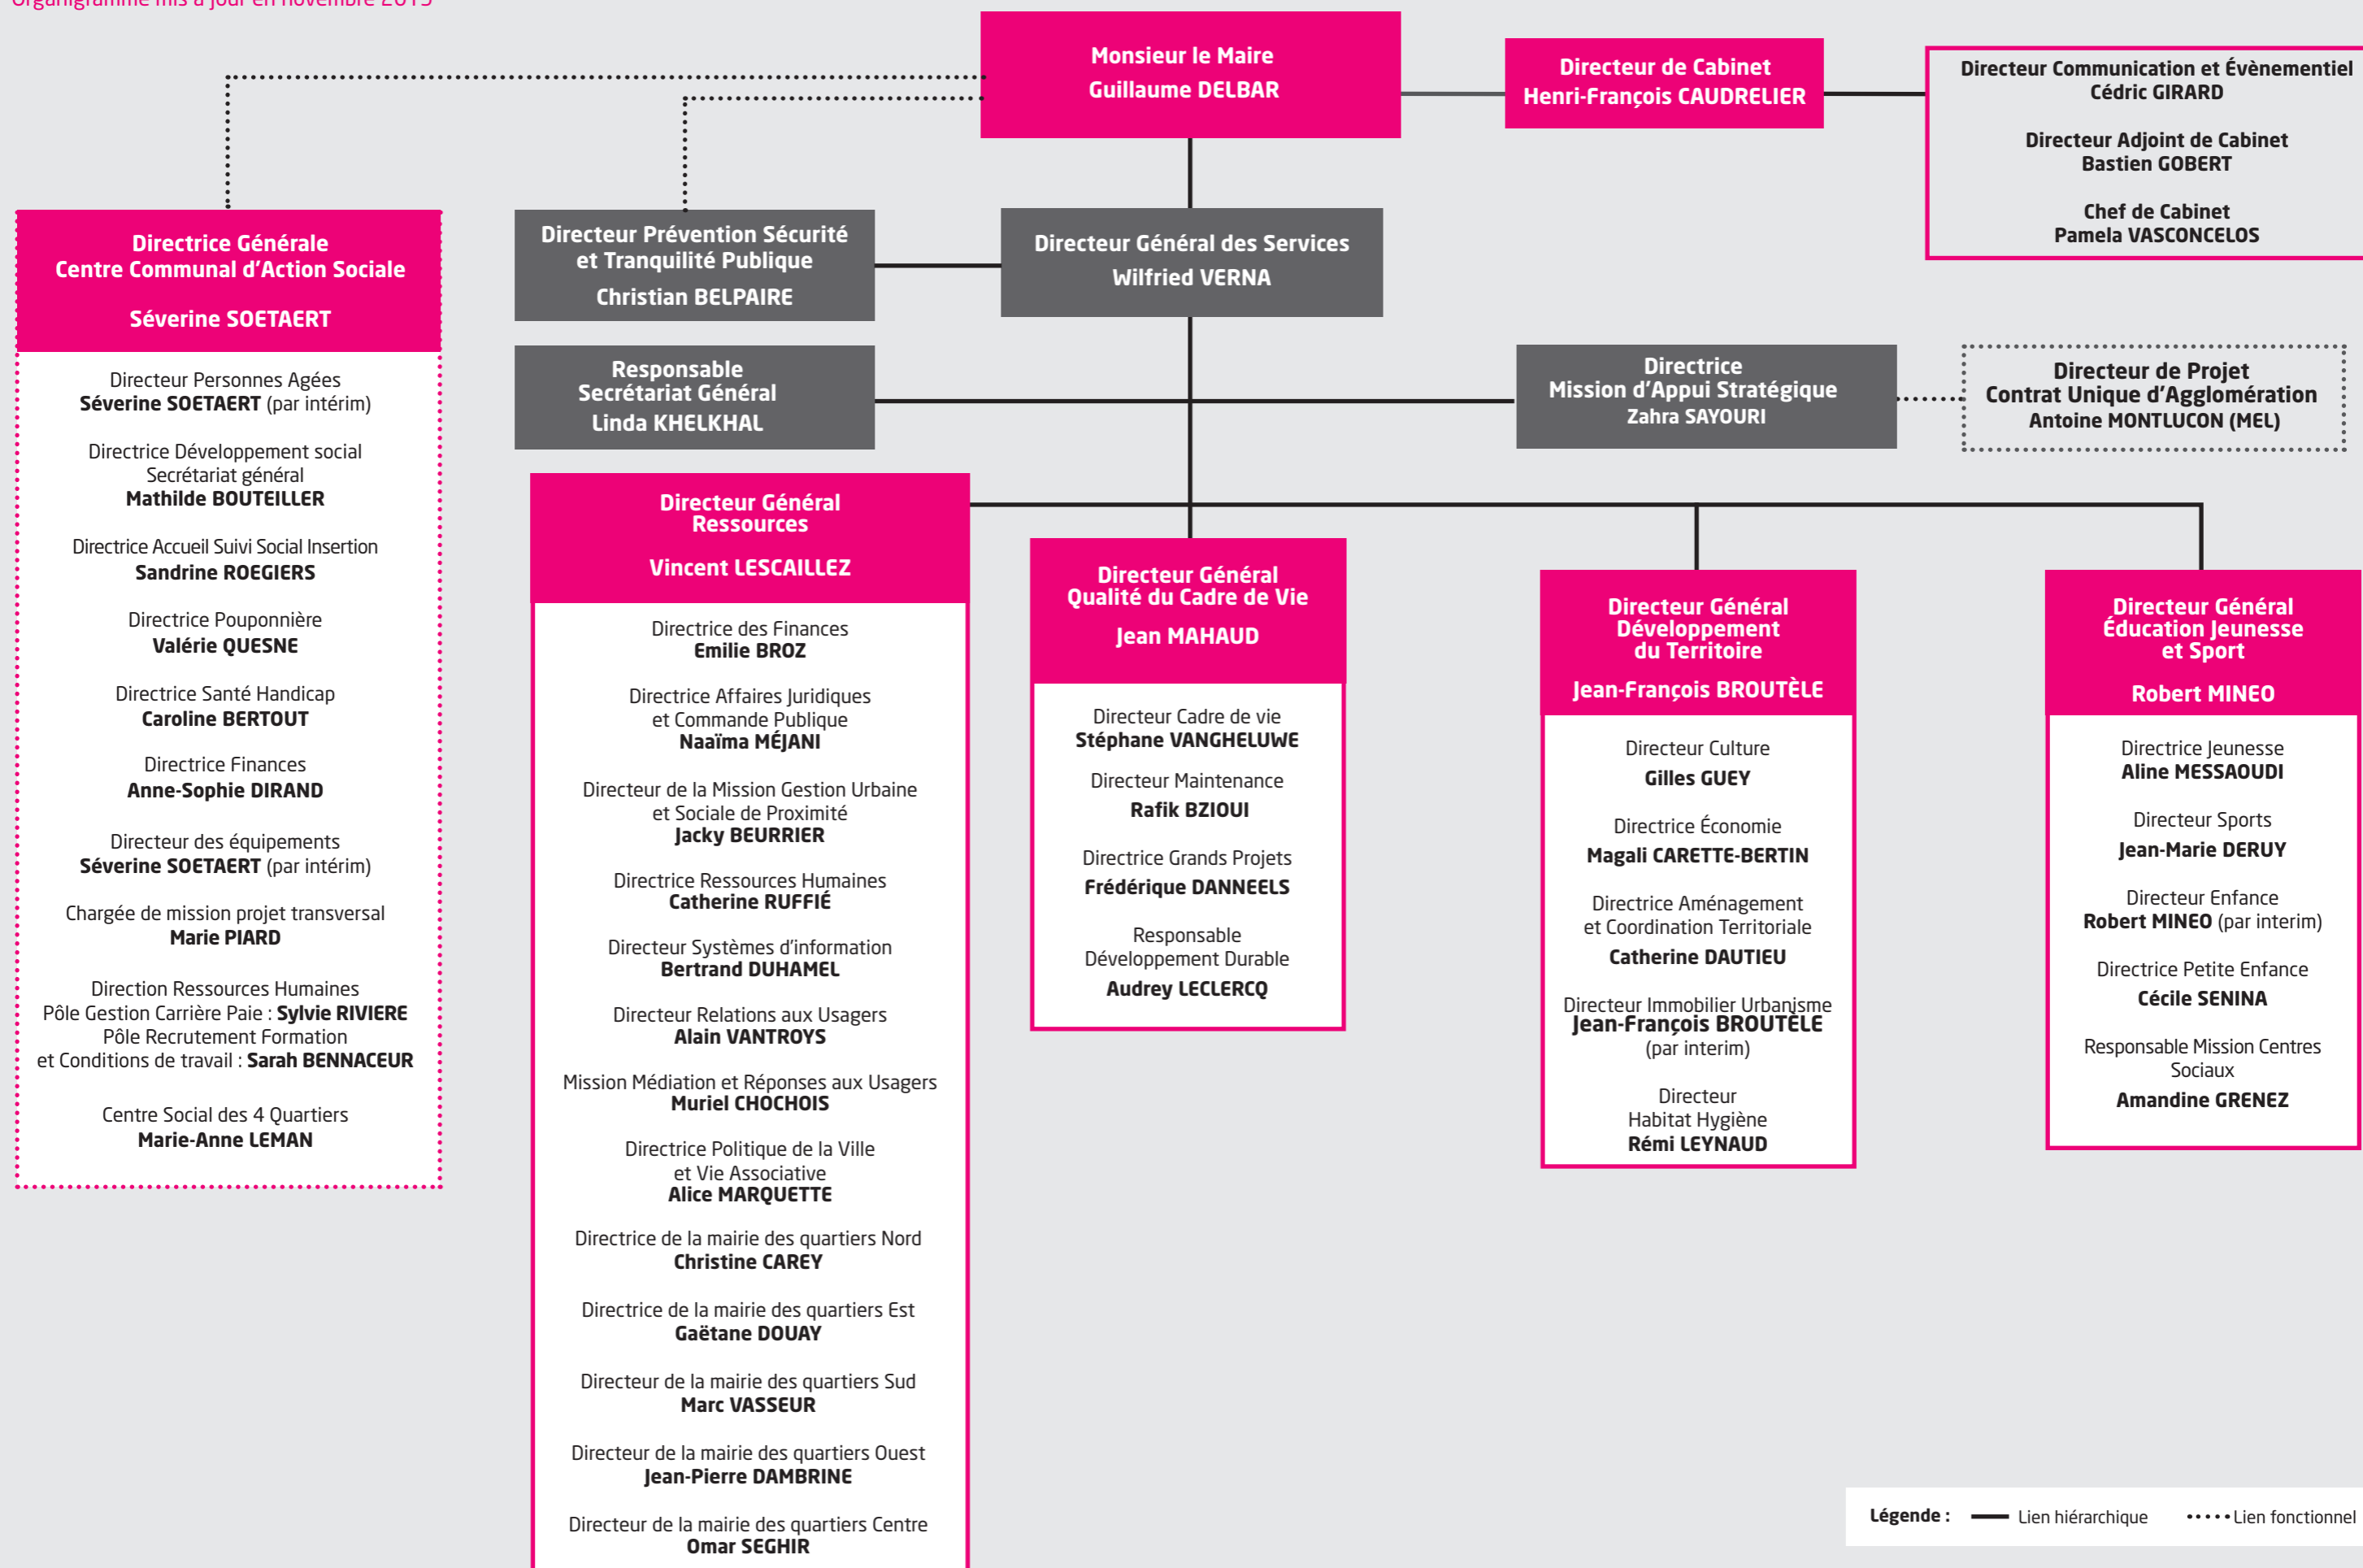 Organigramme mis à jour en novembre 2015
Monsieur le Maire
Guillaume DELBAR
Directeur de Cabinet
Henri-François CAUDRELIER
Directeur Communication et Évènementiel
Cédric GIRARD
Directeur Adjoint de Cabinet
Bastien GOBERT
Chef de Cabinet
Pamela VASCONCELOS
Directrice Générale
Centre Communal d'Action Sociale
Séverine SOETAERT
Directeur Personnes Agées
Séverine SOETAERT (par intérim)
Directrice Développement social
Secrétariat général
Mathilde BOUTEILLER
Directrice Accueil Suivi Social Insertion
Sandrine ROEGIERS
Directrice Pouponnière
Valérie QUESNE
Directrice Santé Handicap
Caroline BERTOUT
Directrice Finances
Anne-Sophie DIRAND
Directeur des équipements
Séverine SOETAERT (par intérim)
Chargée de mission projet transversal
Marie PIARD
Direction Ressources Humaines
Pôle Gestion Carrière Paie : Sylvie RIVIERE
Pôle Recrutement Formation
et Conditions de travail : Sarah BENNACEUR
Centre Social des 4 Quartiers
Marie-Anne LEMAN
Directeur Prévention Sécurité
et Tranquilité Publique
Christian BELPAIRE
Directeur Général des Services
Wilfried VERNA
Responsable
Secrétariat Général
Linda KHELKHAL
Directrice
Mission d'Appui Stratégique
Zahra SAYOURI
Directeur de Projet
Contrat Unique d'Agglomération
Antoine MONTLUCON (MEL)
Directeur Général
Ressources
Vincent LESCAILLEZ
Directrice des Finances
Emilie BROZ
Directrice Affaires Juridiques
et Commande Publique
Naaïma MÉJANI
Directeur de la Mission Gestion Urbaine
et Sociale de Proximité
Jacky BEURRIER
Directrice Ressources Humaines
Catherine RUFFIÉ
Directeur Systèmes d'information
Bertrand DUHAMEL
Directeur Relations aux Usagers
Alain VANTROYS
Mission Médiation et Réponses aux Usagers
Muriel CHOCHOIS
Directrice Politique de la Ville
et Vie Associative
Alice MARQUETTE
Directrice de la mairie des quartiers Nord
Christine CAREY
Directrice de la mairie des quartiers Est
Gaëtane DOUAY
Directeur de la mairie des quartiers Sud
Marc VASSEUR
Directeur de la mairie des quartiers Ouest
Jean-Pierre DAMBRINE
Directeur de la mairie des quartiers Centre
Omar SEGHIR
Directeur Général
Qualité du Cadre de Vie
Jean MAHAUD
Directeur Cadre de vie
Stéphane VANGHELUWE
Directeur Maintenance
Rafik BZIOUI
Directrice Grands Projets
Frédérique DANNEELS
Responsable
Développement Durable
Audrey LECLERCQ
Directeur Général
Développement
du Territoire
Jean-François BROUTÈLE
Directeur Culture
Gilles GUEY
Directrice Économie
Magali CARETTE-BERTIN
Directrice Aménagement
et Coordination Territoriale
Catherine DAUTIEU
Directeur Immobilier Urbanisme
Jean-François BROUTÈLE
(par interim)
Directeur
Habitat Hygiène
Rémi LEYNAUD
Directeur Général
Éducation Jeunesse
et Sport
Robert MINEO
Directrice Jeunesse
Aline MESSAOUDI
Directeur Sports
Jean-Marie DERUY
Directeur Enfance
Robert MINEO (par interim)
Directrice Petite Enfance
Cécile SENINA
Responsable Mission Centres
Sociaux
Amandine GRENEZ
Légende : Lien hiérarchique Lien fonctionnel